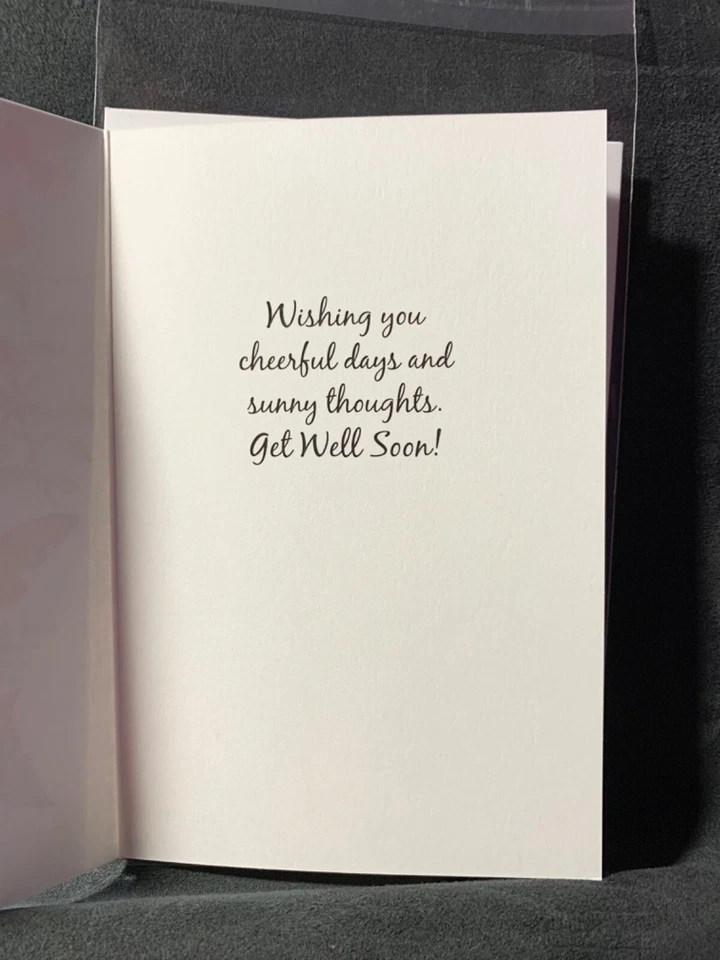 Wishing you
cheerful days and
sunny thoughts.
Get Well Soon!